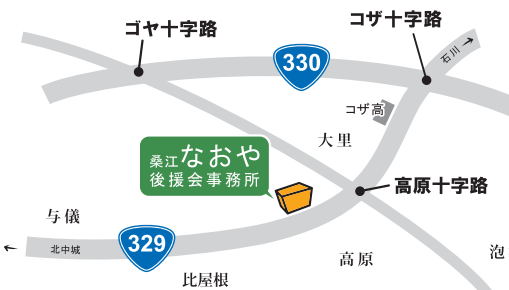 ゴヤ十字路
コザ十字路
330
石川
コザ高
大里
桑江なおや
後援会事務所
高原十字路
与儀
329
北中城
高原
泡
比屋根